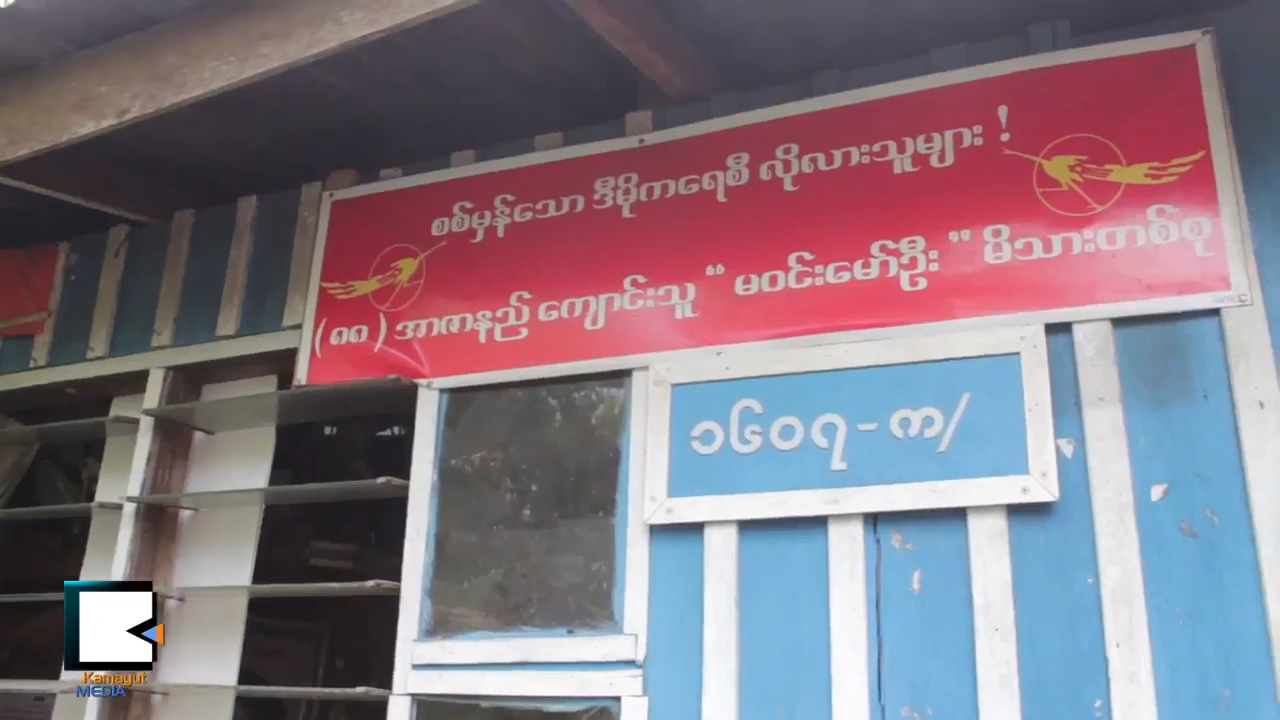 စစ်မှန်သော ဒီမိုကရေစီ လိုလားသူများ !
( ၈၈ ) အာဇာနည် ကျောင်းသူ “ မဝင်းမော်ဦး ” မိသားတစ်စု
၁၆၀၇ - က/
Kamayut
MEDIA